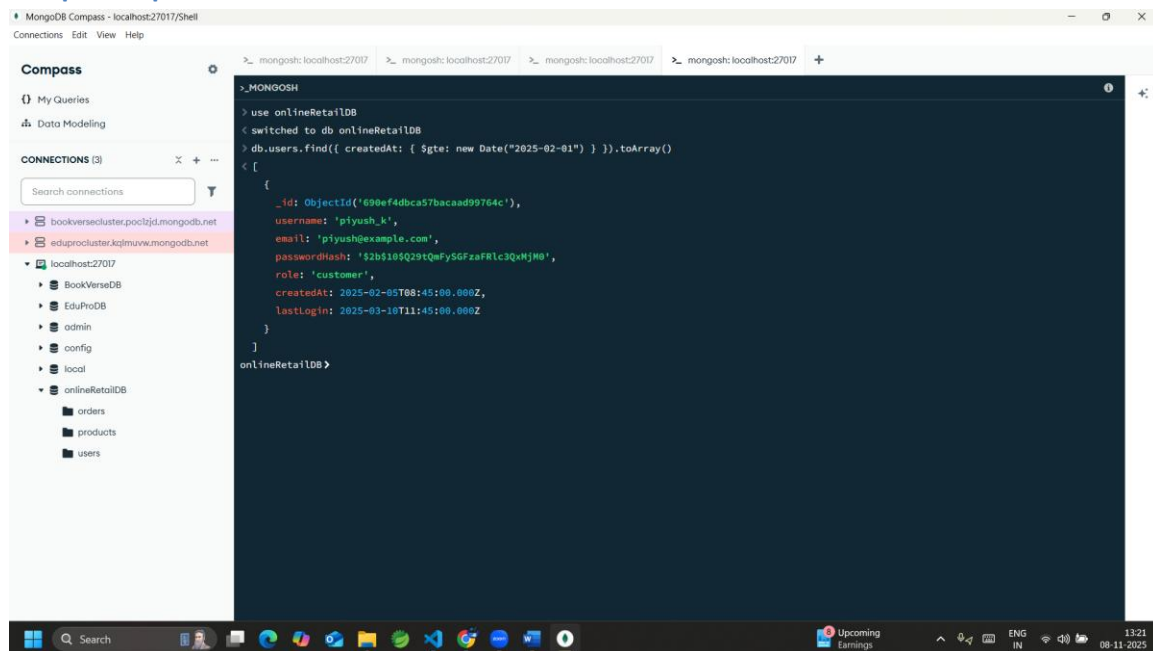 MongoDB Compass - localhost:27017/Shell
Connections Edit View Help
Compass
{} My Queries
Data Modeling
CONNECTIONS (3)
Search connections
bookversecluster.poc1zjd.mongodb.net
eduprocluster.kqlmuvw.mongodb.net
localhost:27017
BookVerseDB
EduProDB
admin
config
local
onlineRetailDB
orders
products
users
>_ mongosh: localhost:27017 >_ mongosh: localhost:27017 >_ mongosh: localhost:27017 >_ mongosh: localhost:27017 +
>_MONGOSH
> use onlineRetailDB
< switched to db onlineRetailDB
> db.users.find({ createdAt: { $gte: new Date("2025-02-01") } }).toArray()
< [
{
_id: ObjectId('690ef4dbca57bacaad99764c'),
username: 'piyush_k',
email: 'piyush@example.com',
passwordHash: '$2b$10$Q29tQmFySGFzaFRlc3QxMjM0',
role: 'customer',
createdAt: 2025-02-05T08:45:00.000Z,
lastLogin: 2025-03-10T11:45:00.000Z
}
]
onlineRetailDB>
Search
8
Upcoming
Earnings
ENG
IN
13:21
08-11-2025